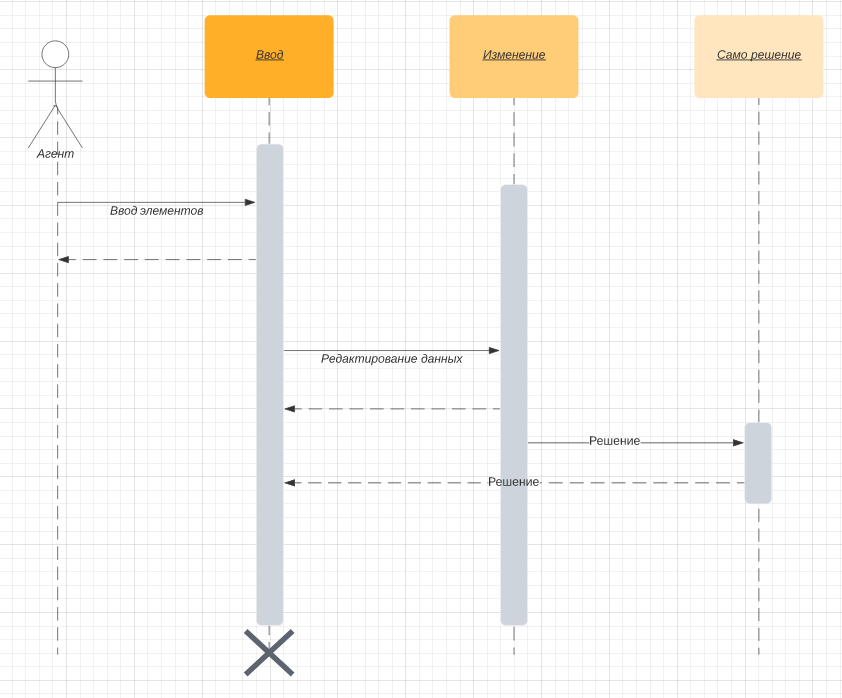 Ввод
Изменение
Само решение
Агент
Ввод элементов
Редактирование данных
Решение
Решение